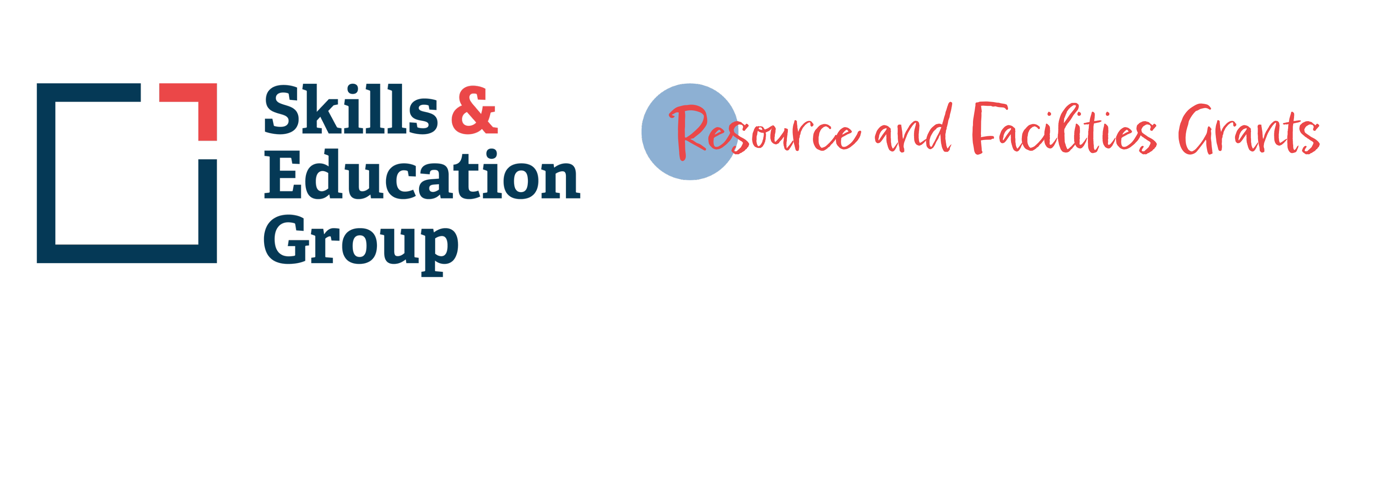 Skills &
Education
Group
Resource and Facilities Grants